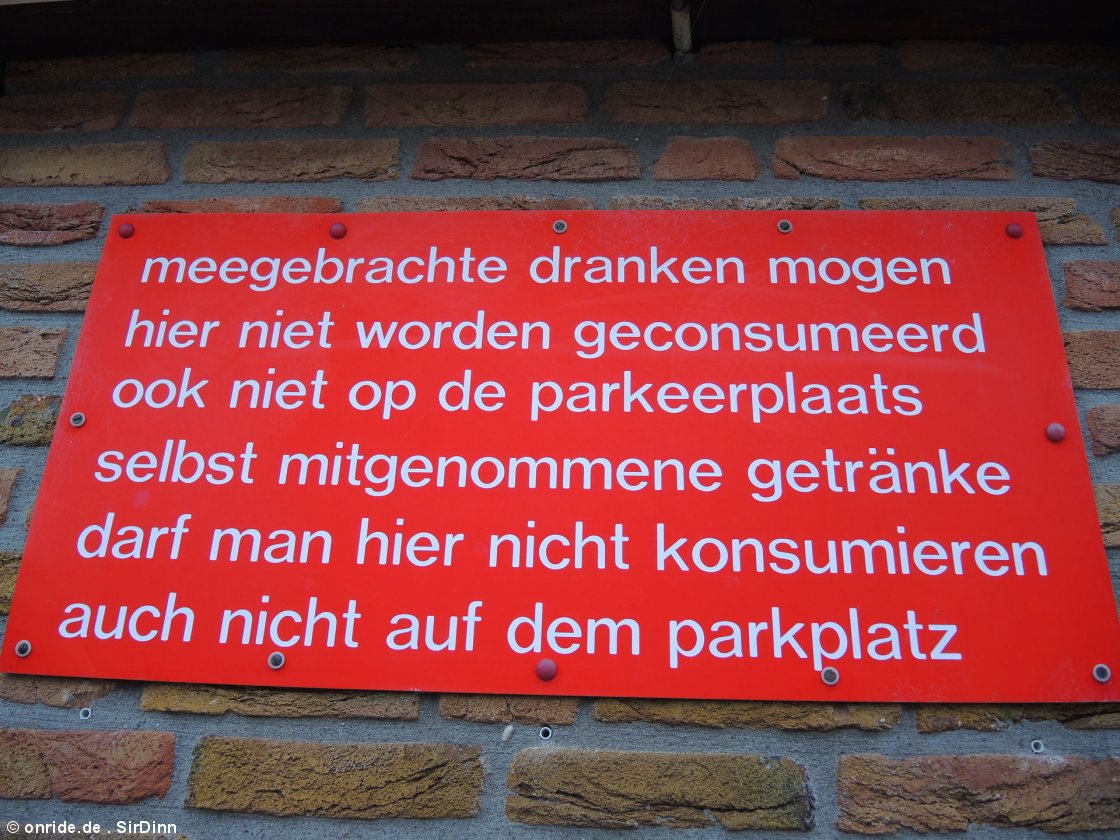 meegebrachte dranken mogen
hier niet worden geconsumeerd
ook niet op de parkeerplaats
selbst mitgenommene getränke
darf man hier nicht konsumieren
auch nicht auf dem parkplatz
© onride.de . SirDinn